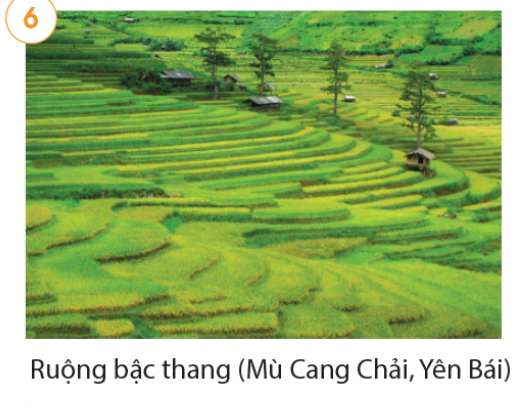 6
Ruộng bậc thang (Mù Cang Chải, Yên Bái)